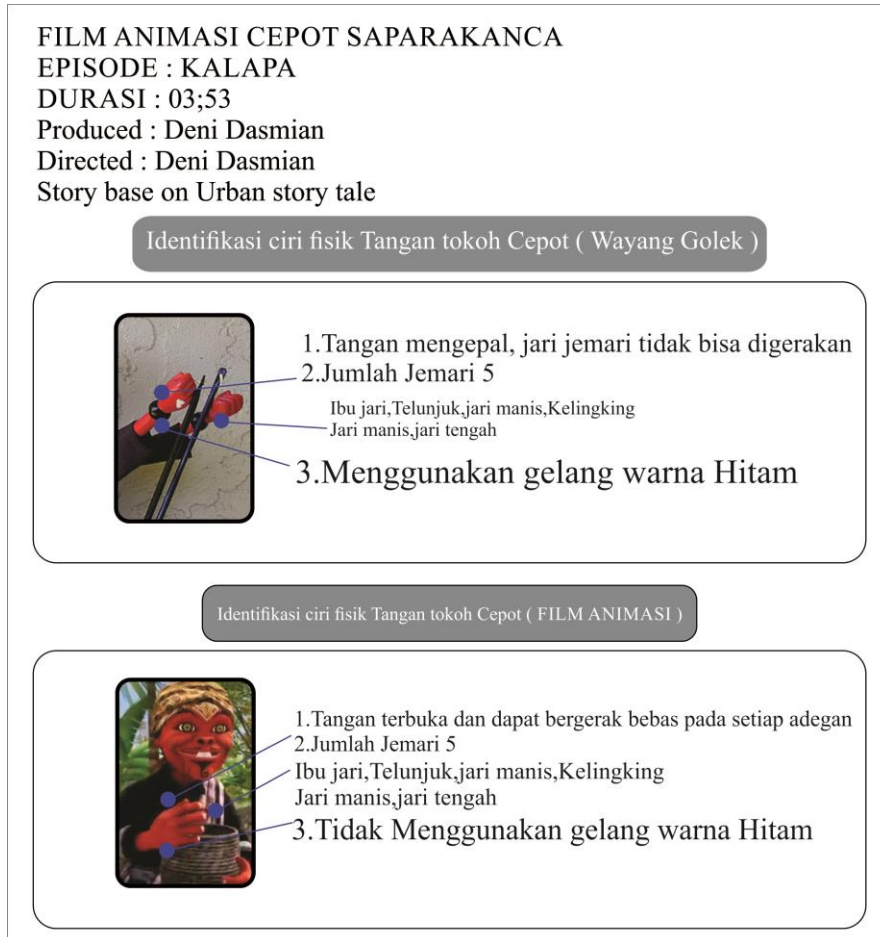 FILM ANIMASI CEPOT SAPARAKANCA
EPISODE : KALAPA
DURASI : 03;53
Produced : Deni Dasmian
Directed : Deni Dasmian
Story base on Urban story tale
Identifikasi ciri fisik Tangan tokoh Cepot ( Wayang Golek )
1.Tangan mengepal, jari jemari tidak bisa digerakan
2.Jumlah Jemari 5
Ibu jari,Telunjuk,jari manis,Kelingking
Jari manis,jari tengah
3.Menggunakan gelang warna Hitam
Identifikasi ciri fisik Tangan tokoh Cepot ( FILM ANIMASI )
1.Tangan terbuka dan dapat bergerak bebas pada setiap adegan
2.Jumlah Jemari 5
Ibu jari,Telunjuk,jari manis,Kelingking
Jari manis,jari tengah
3.Tidak Menggunakan gelang warna Hitam